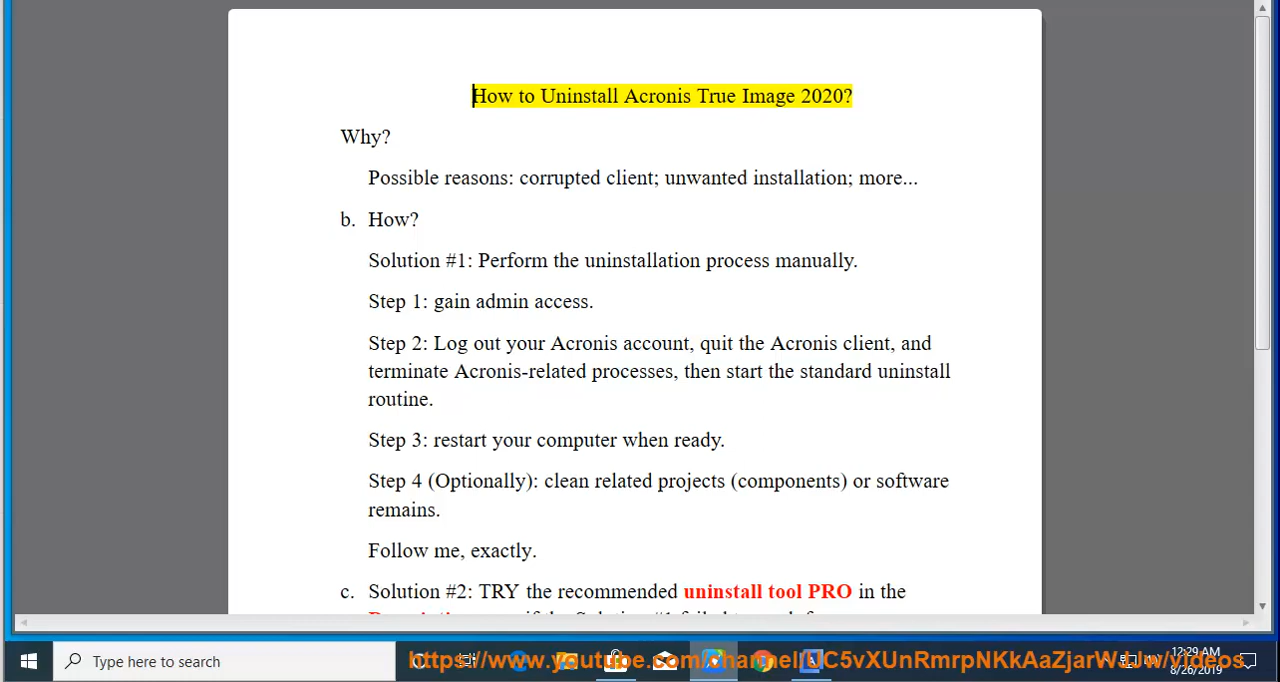 How to Uninstall Acronis True Image 2020?
Why?
Possible reasons: corrupted client; unwanted installation; more...
b. How?
Solution #1: Perform the uninstallation process manually.
Step 1: gain admin access.
Step 2: Log out your Acronis account, quit the Acronis client, and
terminate Acronis-related processes, then start the standard uninstall
routine.
Step 3: restart your computer when ready.
Step 4 (Optionally): clean related projects (components) or software
remains.
Follow me, exactly.
c. Solution #2: TRY the recommended uninstall tool PRO in the
Type here to search
12:29 AM
8/26/2019